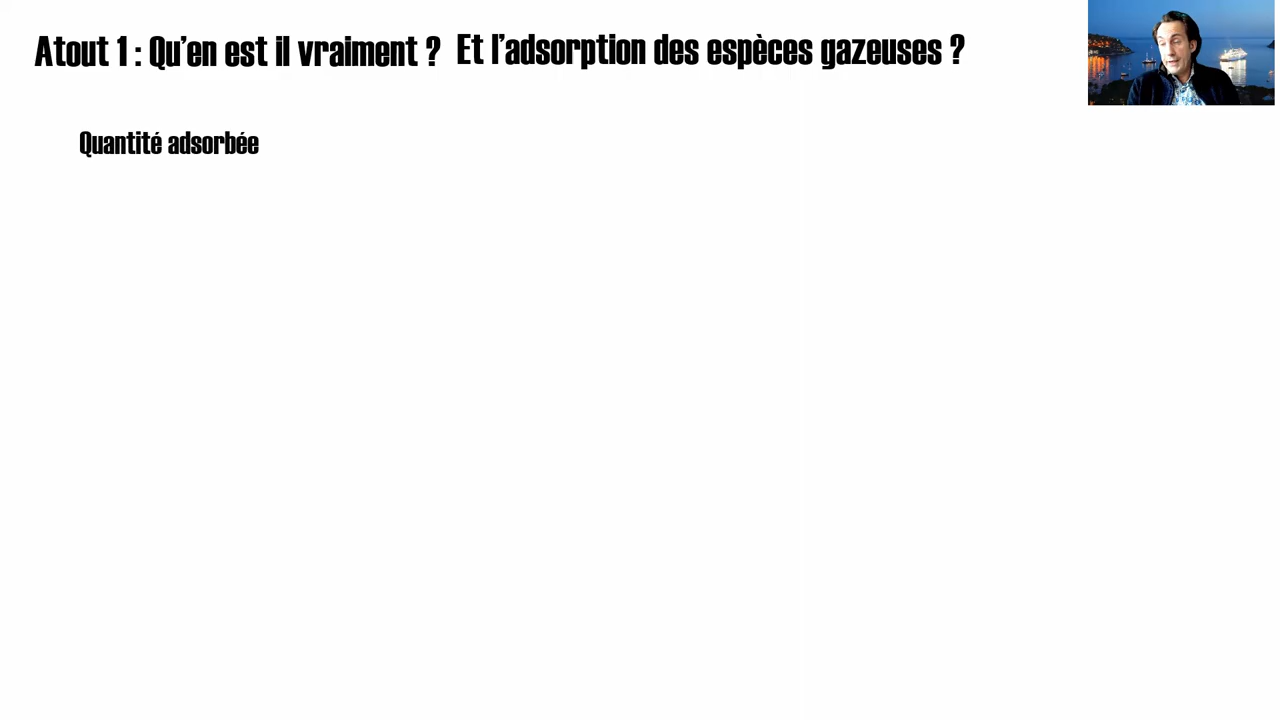 Atout 1 : Qu'en est il vraiment ? Et l'adsorption des espèces gazeuses ?
Quantité adsorbée